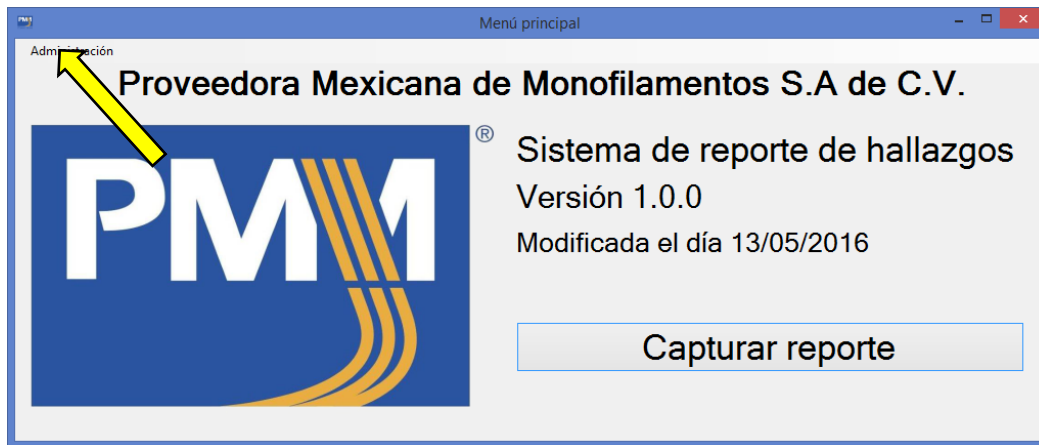 Menú principal
Administración
Proveedora Mexicana de Monofilamentos S.A de C.V.
PMM
®
Sistema de reporte de hallazgos
Versión 1.0.0
Modificada el día 13/05/2016
Capturar reporte